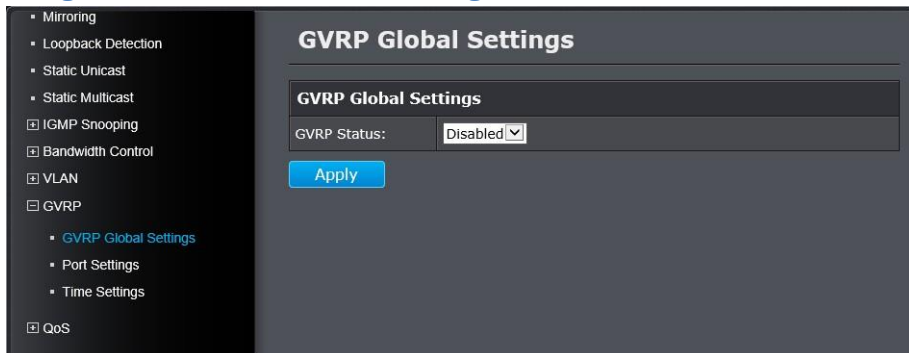 Mirroring
Loopback Detection
Static Unicast
Static Multicast
IGMP Snooping
Bandwidth Control
VLAN
GVRP
GVRP Global Settings
Port Settings
Time Settings
QoS
GVRP Global Settings
GVRP Global Settings
GVRP Status: Disabled
Apply